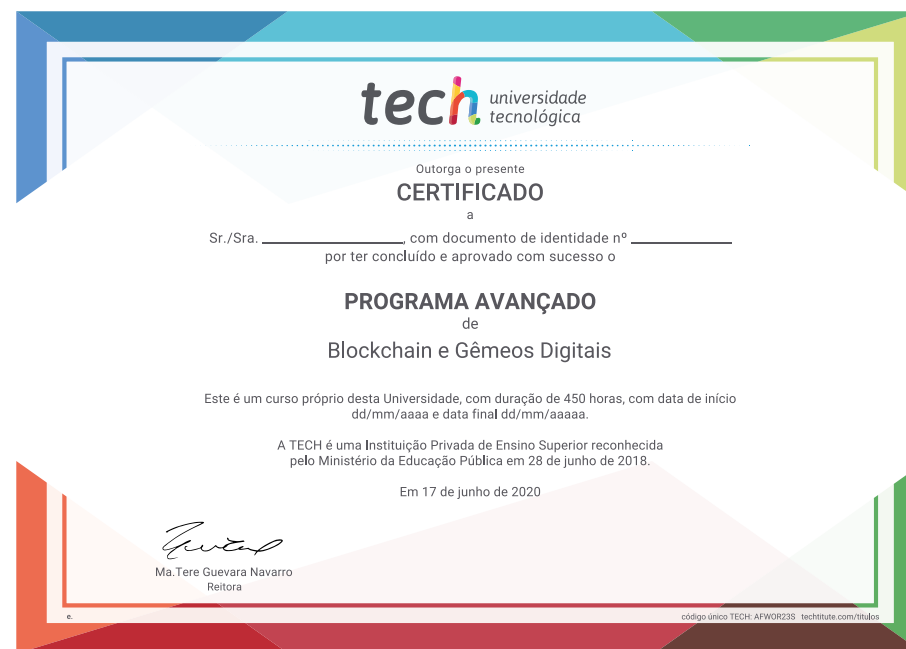 tech universidade
tecnológica
Outorga o presente
CERTIFICADO
a
Sr./Sra. ________________, com documento de identidade nº ____________
por ter concluído e aprovado com sucesso o
PROGRAMA AVANÇADO
de
Blockchain e Gêmeos Digitais
Este é um curso próprio desta Universidade, com duração de 450 horas, com data de início
dd/mm/aaaa e data final dd/mm/aaaaa.
A TECH é uma Instituição Privada de Ensino Superior reconhecida
pelo Ministério da Educação Pública em 28 de junho de 2018.
Em 17 de junho de 2020
Ma.Tere Guevara Navarro
Reitora
e.
código único TECH: AFWOR23S techtitute.com/titulos